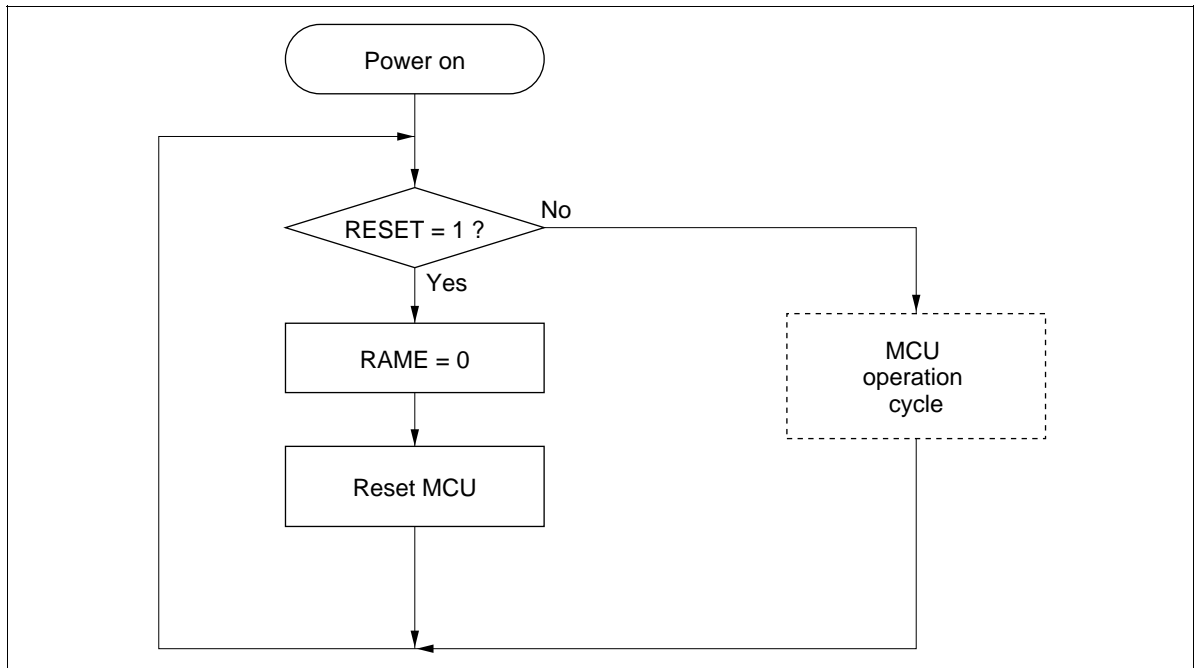 Power on
RESET = 1 ?
No
Yes
RAME = 0
MCU
operation
cycle
Reset MCU